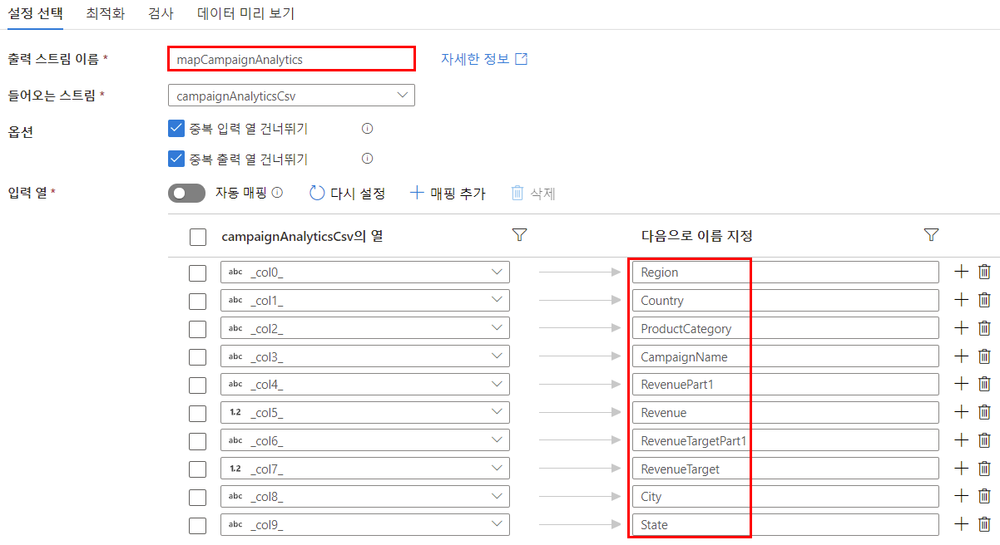 설정 선택 최적화 검사 데이터 미리 보기
출력 스트림 이름 * mapCampaignAnalytics 자세한 정보
들어오는 스트림 * campaignAnalyticsCsv
옵션 중복 입력 열 건너뛰기
중복 출력 열 건너뛰기
입력 열 * 자동 매핑 다시 설정 매핑 추가 삭제
campaignAnalyticsCsv의 열 다음으로 이름 지정
abc _col0_ Region
abc _col1_ Country
abc _col2_ ProductCategory
abc _col3_ CampaignName
abc _col4_ RevenuePart1
1.2 _col5_ Revenue
abc _col6_ RevenueTargetPart1
1.2 _col7_ RevenueTarget
abc _col8_ City
abc _col9_ State